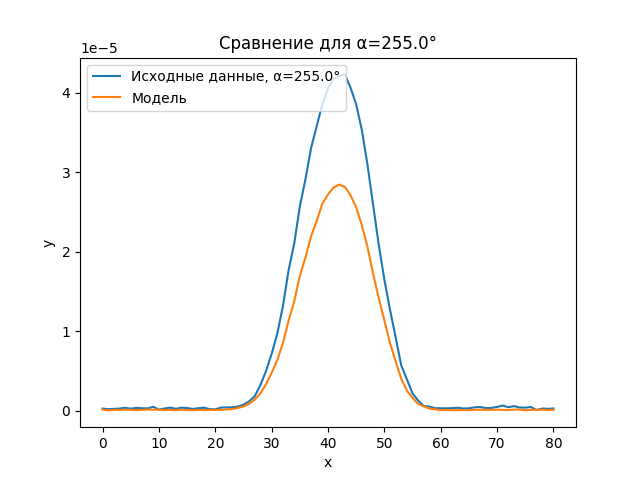 Сравнение для α=255.0°
1e−5
Исходные данные, α=255.0°
Модель
4
3
2
1
0
y
0 10 20 30 40 50 60 70 80
x